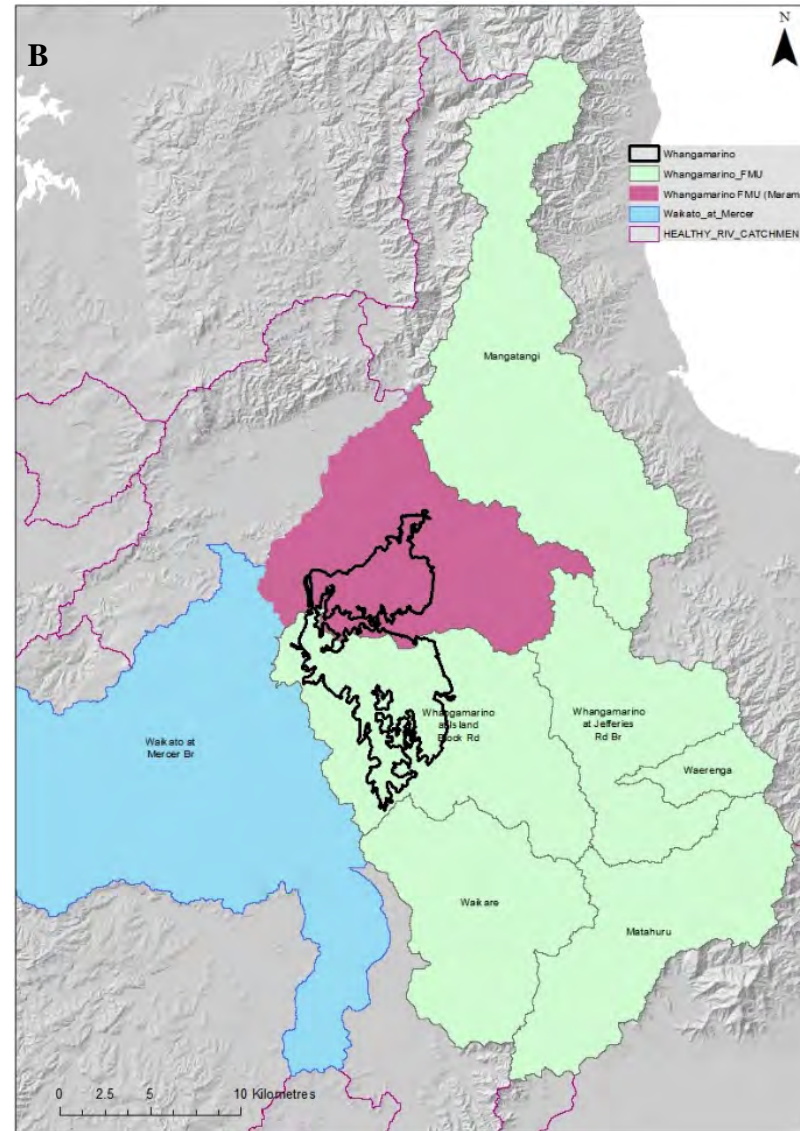 B
N
Whangamarino
Whangamarino_FMU
Whangamarino FMU (Maram
Waikato_at_Mercer
HEALTHY_RIV_CATCHMEN
Mangatangi
Whangamarino
at Island
Block Rd
Whangamarino
at Jefferies
Rd Br
Waerenga
Waikato at
Mercer Br
Waikare
Matahuru
0 2.5 5 10 Kilometres